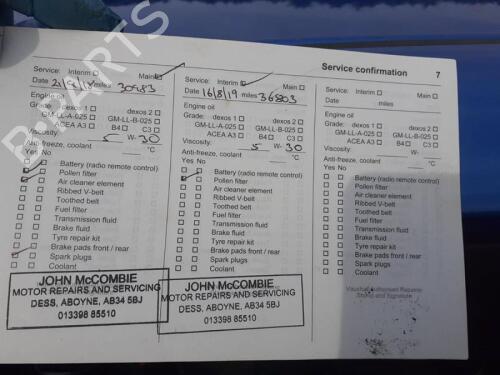 Service confirmation 7
Service: Interim Main
Date 21/9/18 miles 30983
Engine oil
Grade: dexos 1 dexos 2
GM-LL-A-025 GM-LL-B-025
ACEA A3 B4 C3
Viscosity: 5 W- 30
Anti-freeze, coolant °C
Yes No
Battery (radio remote control)
Pollen filter
Air cleaner element
Ribbed V-belt
Toothed belt
Fuel filter
Transmission fluid
Brake fluid
Tyre repair kit
Brake pads front / rear
Spark plugs
Coolant
JOHN McCOMBIE
MOTOR REPAIRS AND SERVICING
DESS, ABOYNE, AB34 5BJ
013398 85510
Service: Interim Main
Date 16/8/19 miles 36803
Engine oil
Grade: dexos 1 dexos 2
GM-LL-A-025 GM-LL-B-025
ACEA A3 B4 C3
Viscosity: 5 W- 30
Anti-freeze, coolant °C
Yes No
Battery (radio remote control)
Pollen filter
Air cleaner element
Ribbed V-belt
Toothed belt
Fuel filter
Transmission fluid
Brake fluid
Tyre repair kit
Brake pads front / rear
Spark plugs
Coolant
JOHN McCOMBIE
MOTOR REPAIRS AND SERVICING
DESS, ABOYNE, AB34 5BJ
013398 85510
Service: Interim Main
Date miles
Engine oil
Grade: dexos 1 dexos 2
GM-LL-A-025 GM-LL-B-025
ACEA A3 B4 C3
Viscosity: W-
Anti-freeze, coolant °C
Yes No
Battery (radio remote control)
Pollen filter
Air cleaner element
Ribbed V-belt
Toothed belt
Fuel filter
Transmission fluid
Brake fluid
Tyre repair kit
Brake pads front / rear
Spark plugs
Coolant
Vauxhall Authorised Repairer
Stamp and Signature
B-PARTS